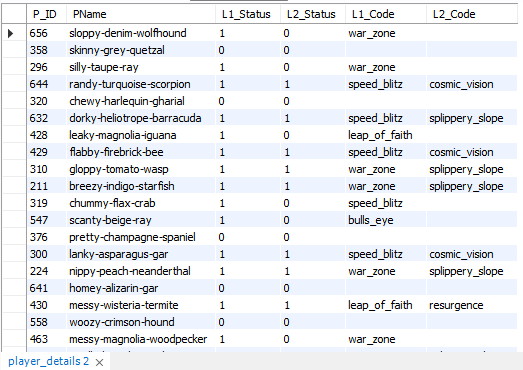 P_ID PName L1_Status L2_Status L1_Code L2_Code
656 sloppy-denim-wolfhound 1 0 war_zone
358 skinny-grey-quetzal 0 0
296 silly-taupe-ray 1 0 war_zone
644 randy-turquoise-scorpion 1 1 speed_blitz cosmic_vision
320 chewy-harlequin-gharial 0 0
632 dorky-heliotrope-barracuda 1 1 speed_blitz splippery_slope
428 leaky-magnolia-iguana 1 0 leap_of_faith
429 flabby-firebrick-bee 1 1 speed_blitz cosmic_vision
310 gloppy-tomato-wasp 1 1 war_zone splippery_slope
211 breezy-indigo-starfish 1 1 war_zone splippery_slope
319 chummy-flax-crab 1 0 speed_blitz
547 scanty-beige-ray 1 0 bulls_eye
376 pretty-champagne-spaniel 0 0
300 lanky-asparagus-gar 1 1 speed_blitz cosmic_vision
224 nippy-peach-neanderthal 1 1 war_zone splippery_slope
641 homey-alizarin-gar 0 0
430 messy-wisteria-termite 1 1 leap_of_faith resurgence
558 woozy-crimson-hound 0 0
463 messy-magnolia-woodpecker 1 0 war_zone
player_details 2